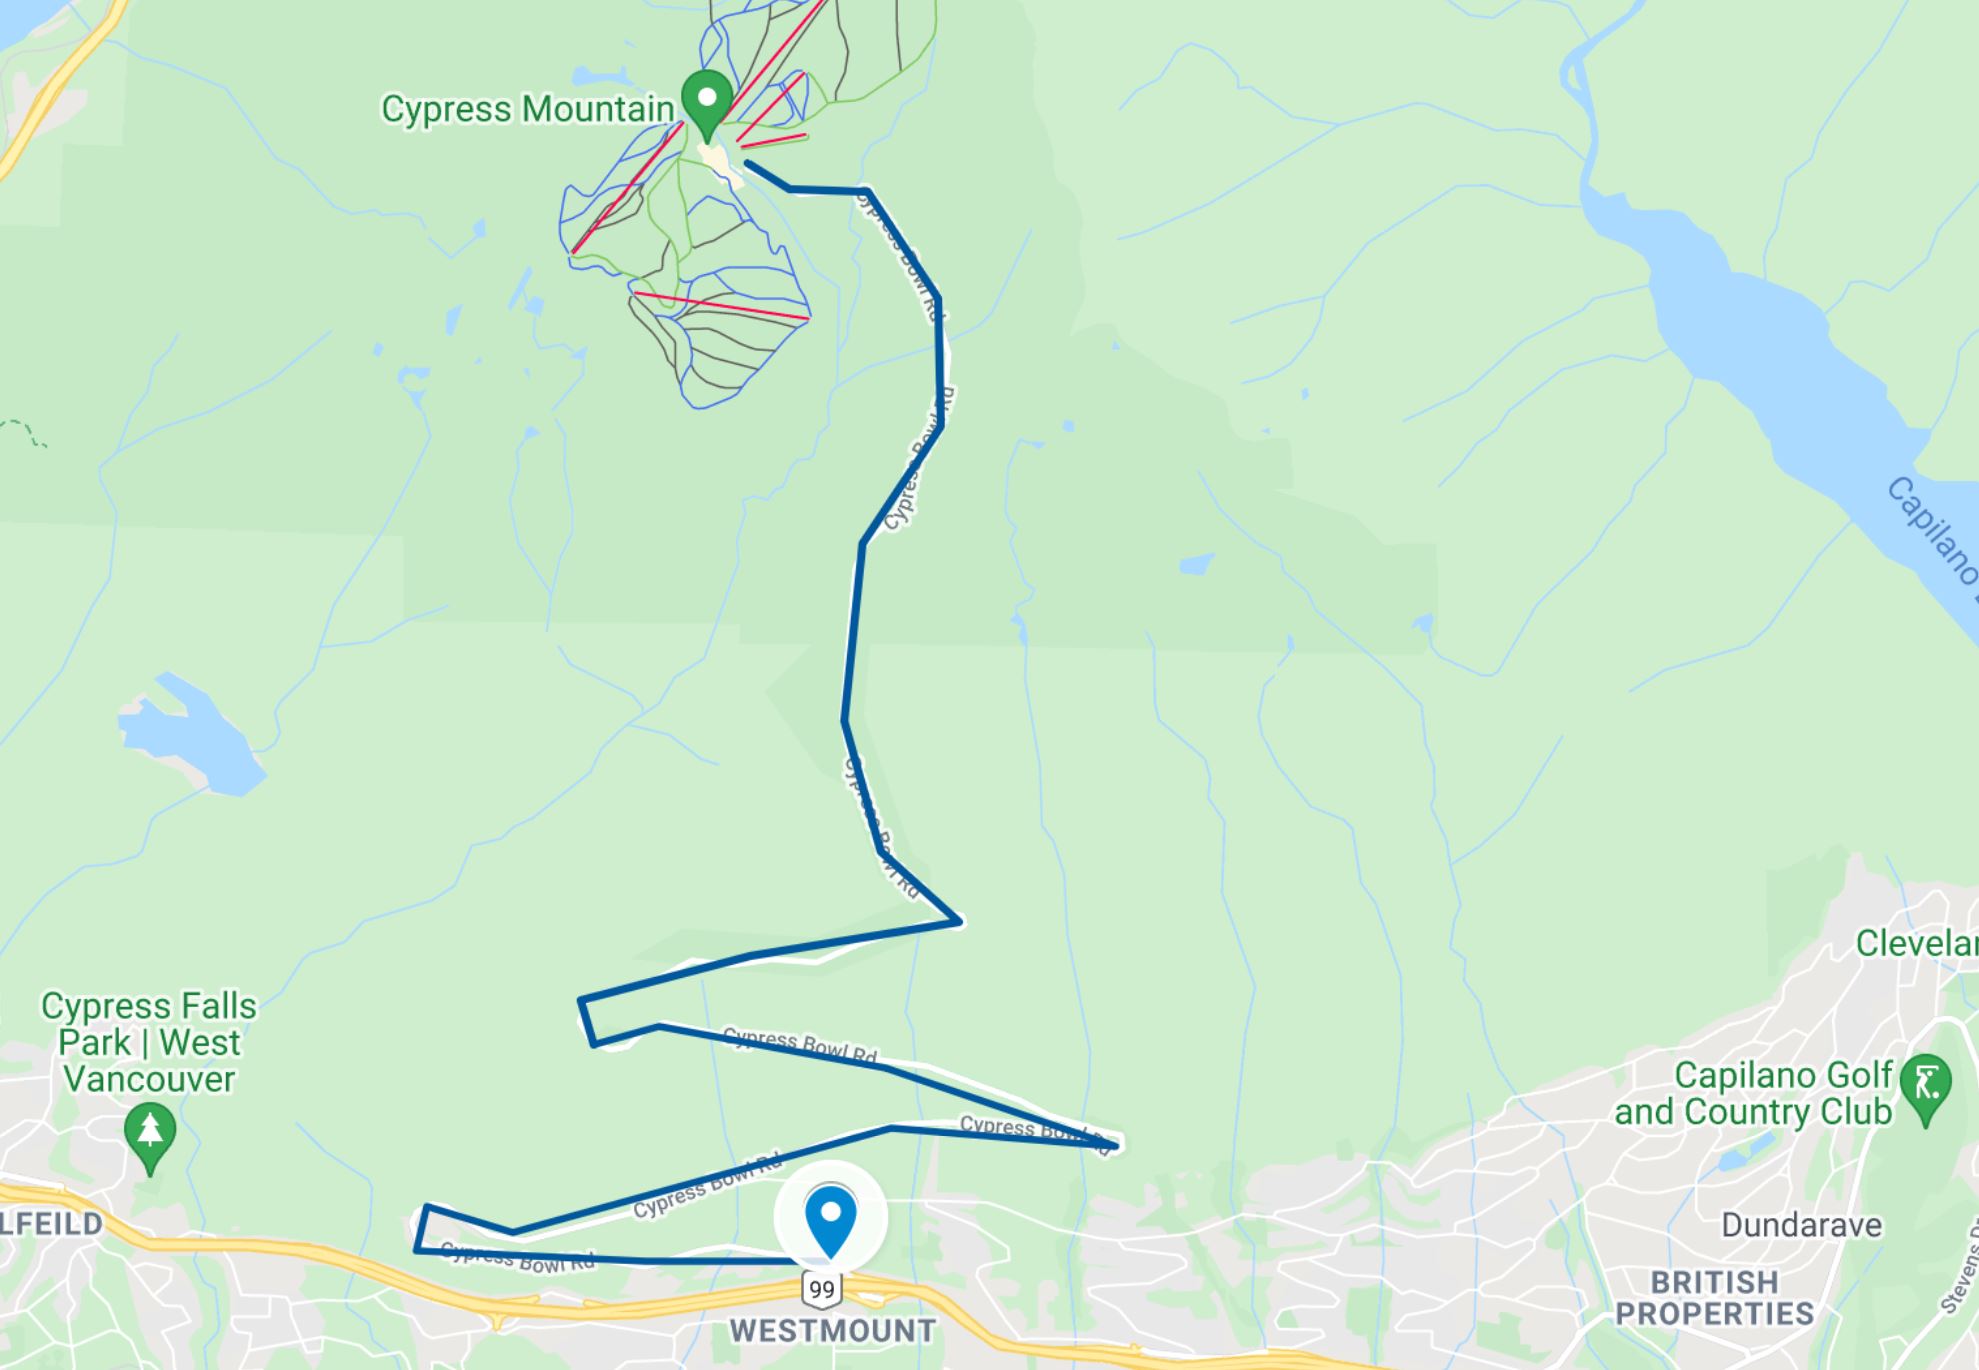 Cypress Mountain
Cypress Bowl Rd
Cypress Bowl Rd
Capilano
Cypress Bowl Rd
Clevelan
Cypress Falls
Park | West
Vancouver
Cypress Bowl Rd
Capilano Golf
and Country Club
Cypress Bowl Rd
Cypress Bowl Rd
LFEILD
Dundarave
Cypress Bowl Rd
99
BRITISH
PROPERTIES
Stevens D
WESTMOUNT